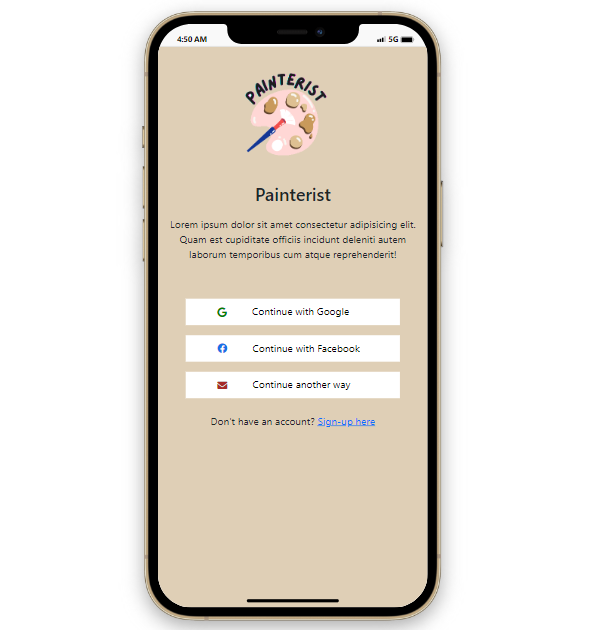 4:50 AM 5G
PAINTERIST
Painterist
Lorem ipsum dolor sit amet consectetur adipisicing elit.
Quam est cupiditate officiis incidunt deleniti autem
laborum temporibus cum atque reprehenderit!
Continue with Google
Continue with Facebook
Continue another way
Don't have an account? Sign-up here